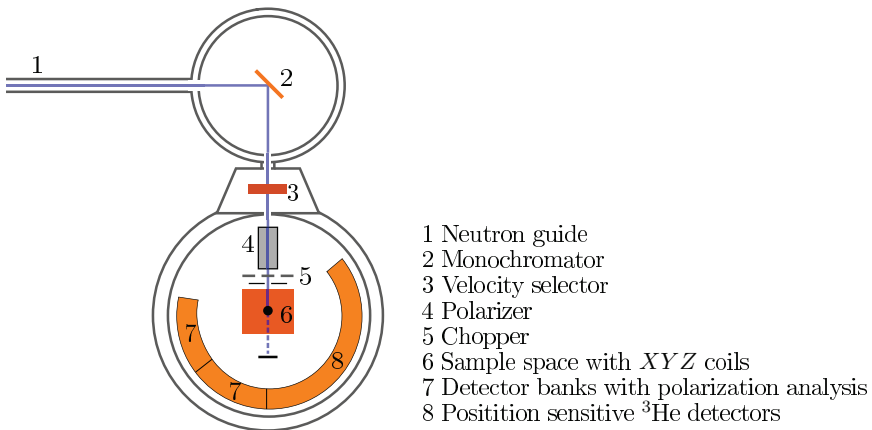 1
2
3
4
5
6
7
7
8
1 Neutron guide
2 Monochromator
3 Velocity selector
4 Polarizer
5 Chopper
6 Sample space with XYZ coils
7 Detector banks with polarization analysis
8 Positition sensitive ³He detectors